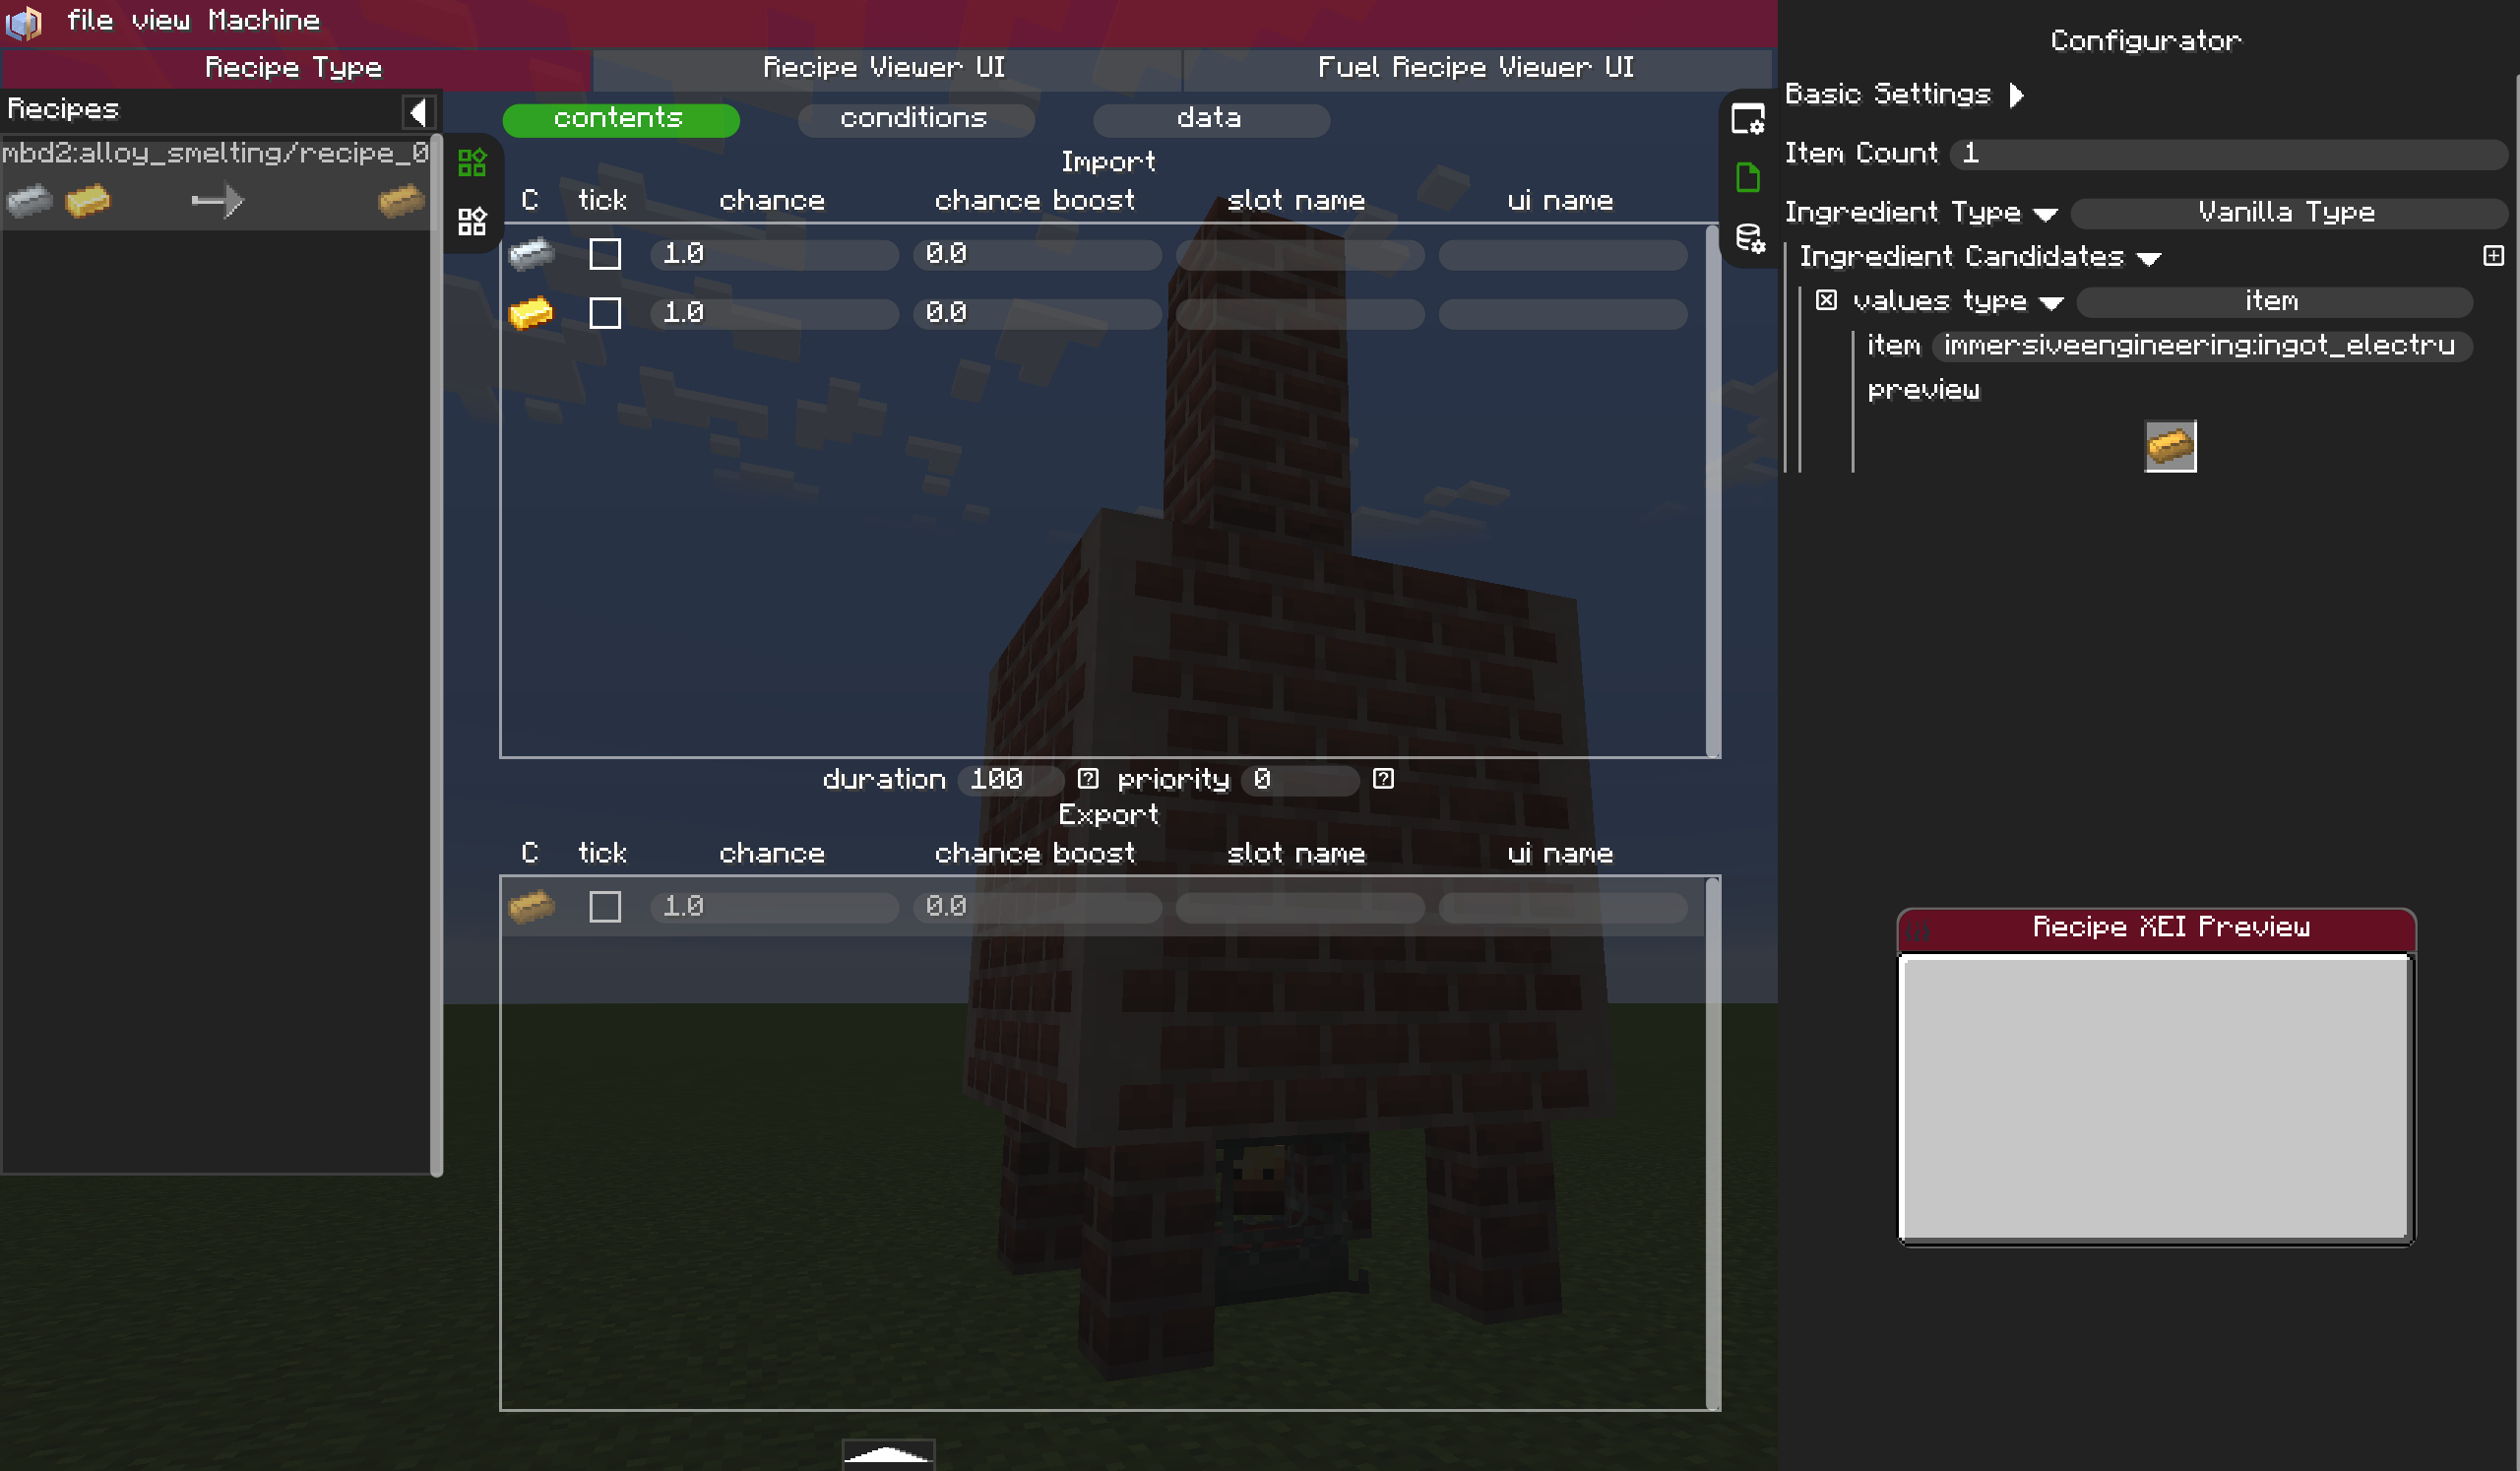 file view Machine
Recipe Type
Recipe Viewer UI
Fuel Recipe Viewer UI
Recipes
mbd2:alloy_smelting/recipe_0
contents
conditions
data
Import
C tick chance chance boost slot name ui name
1.0 0.0
1.0 0.0
duration 100 ? priority 0 ?
Export
C tick chance chance boost slot name ui name
1.0 0.0
Configurator
Basic Settings
Item Count 1
Ingredient Type Vanilla Type
Ingredient Candidates
values type item
item immersiveengineering:ingot_electru
preview
Recipe XEI Preview